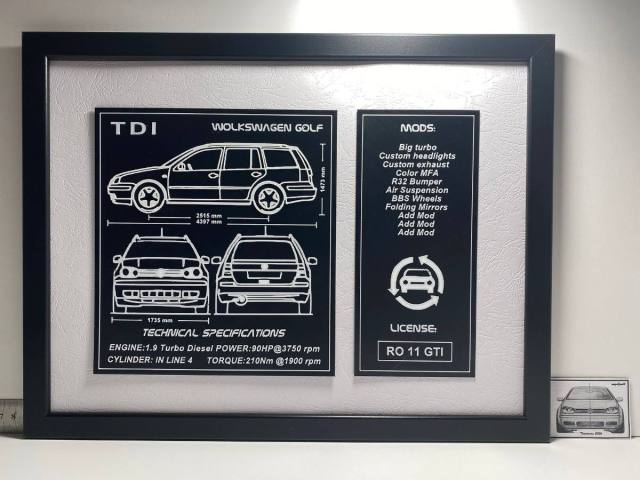 TDI
WOLKSWAGEN GOLF
1473 mm
2515 mm
4397 mm
1735 mm
TECHNICAL SPECIFICATIONS
ENGINE:1.9 Turbo Diesel POWER:90HP@3750 rpm
CYLINDER: IN LINE 4 TORQUE:210Nm @1900 rpm
MODS:
Big turbo
Custom headlights
Custom exhaust
Color MFA
R32 Bumper
Air Suspension
BBS Wheels
Folding Mirrors
Add Mod
Add Mod
Add Mod
LICENSE:
RO 11 GTI